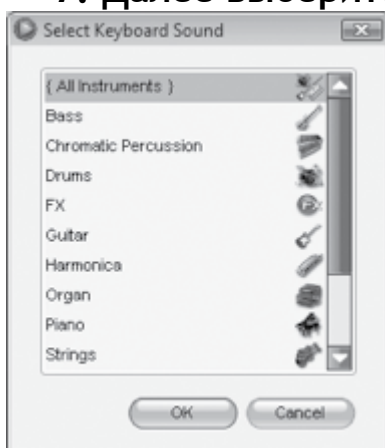 Select Keyboard Sound
{ All Instruments }
Bass
Chromatic Percussion
Drums
FX
Guitar
Harmonica
Organ
Piano
Strings
OK
Cancel